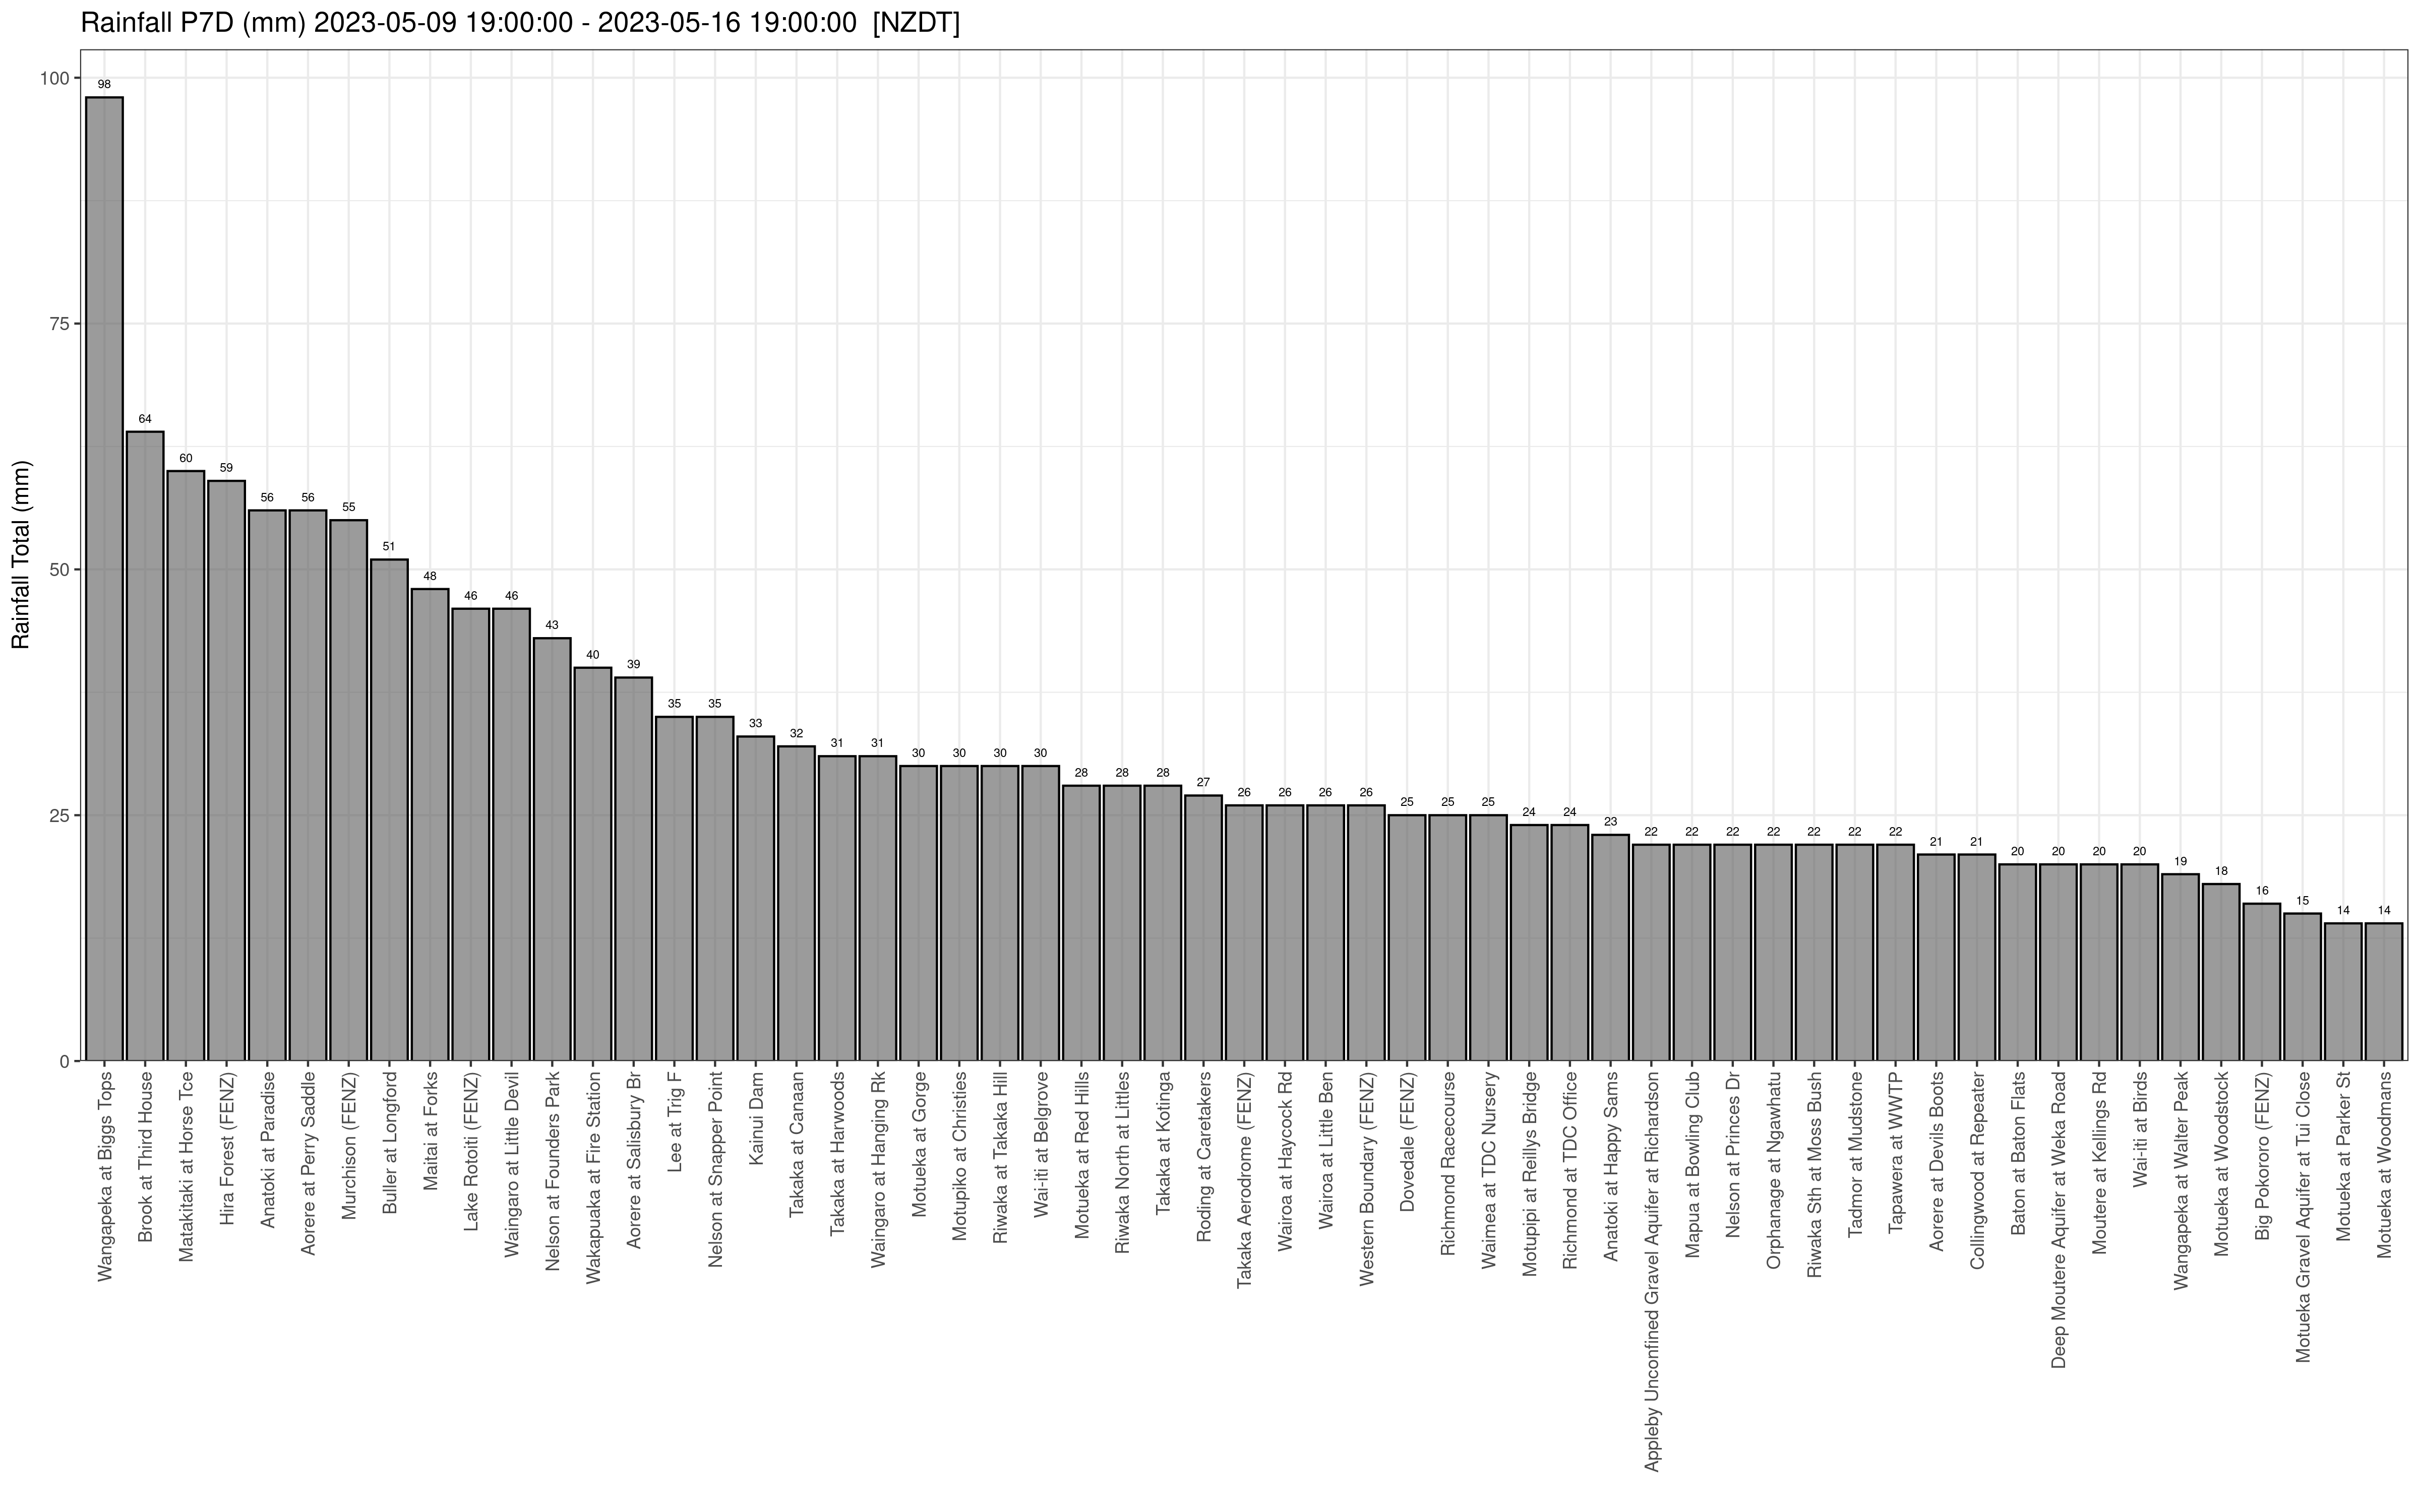 Rainfall P7D (mm) 2023-05-09 19:00:00 - 2023-05-16 19:00:00 [NZDT]
Rainfall Total (mm)
100
75
50
25
0
98
64
60
59
56
56
55
51
48
46
46
43
40
39
35
35
33
32
31
31
30
30
30
30
28
28
28
27
26
26
26
26
25
25
25
24
24
23
22
22
22
22
22
22
22
21
21
20
20
20
20
19
18
16
15
14
14
Wangapeka at Biggs Tops
Brook at Third House
Matakitaki at Horse Tce
Hira Forest (FENZ)
Anatoki at Paradise
Aorere at Perry Saddle
Murchison (FENZ)
Buller at Longford
Maitai at Forks
Lake Rotoiti (FENZ)
Waingaro at Little Devil
Nelson at Founders Park
Wakapuaka at Fire Station
Aorere at Salisbury Br
Lee at Trig F
Nelson at Snapper Point
Kainui Dam
Takaka at Canaan
Takaka at Harwoods
Waingaro at Hanging Rk
Motueka at Gorge
Motupiko at Christies
Riwaka at Takaka Hill
Wai-iti at Belgrove
Motueka at Red Hills
Riwaka North at Littles
Takaka at Kotinga
Roding at Caretakers
Takaka Aerodrome (FENZ)
Wairoa at Haycock Rd
Wairoa at Little Ben
Western Boundary (FENZ)
Dovedale (FENZ)
Richmond Racecourse
Waimea at TDC Nursery
Motupipi at Reillys Bridge
Richmond at TDC Office
Anatoki at Happy Sams
Appleby Unconfined Gravel Aquifer at Richardson
Mapua at Bowling Club
Nelson at Princes Dr
Orphanage at Ngawhatu
Riwaka Sth at Moss Bush
Tadmor at Mudstone
Tapawera at WWTP
Aorere at Devils Boots
Collingwood at Repeater
Baton at Baton Flats
Deep Moutere Aquifer at Weka Road
Moutere at Kellings Rd
Wai-iti at Birds
Wangapeka at Walter Peak
Motueka at Woodstock
Big Pokororo (FENZ)
Motueka Gravel Aquifer at Tui Close
Motueka at Parker St
Motueka at Woodmans